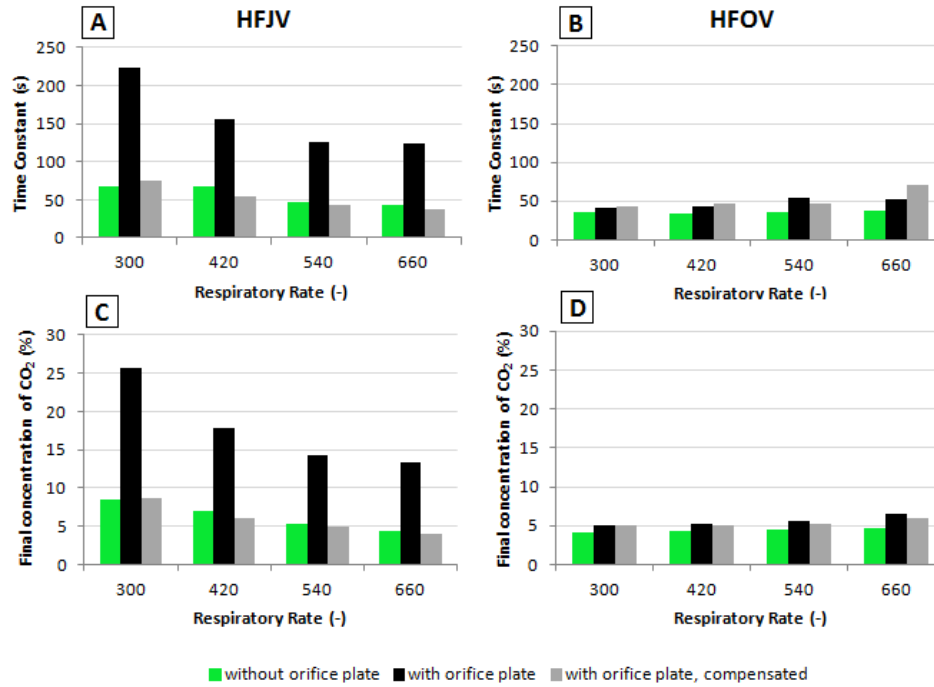 A HFJV
Time Constant (s)
250
200
150
100
50
0
300 420 540 660
Respiratory Rate (-)
B HFOV
Time Constant (s)
250
200
150
100
50
0
300 420 540 660
Respiratory Rate (-)
C
Final concentration of CO₂ (%)
30
25
20
15
10
5
0
300 420 540 660
Respiratory Rate (-)
D
Final concentration of CO₂ (%)
30
25
20
15
10
5
0
300 420 540 660
Respiratory Rate (-)
without orifice plate with orifice plate with orifice plate, compensated